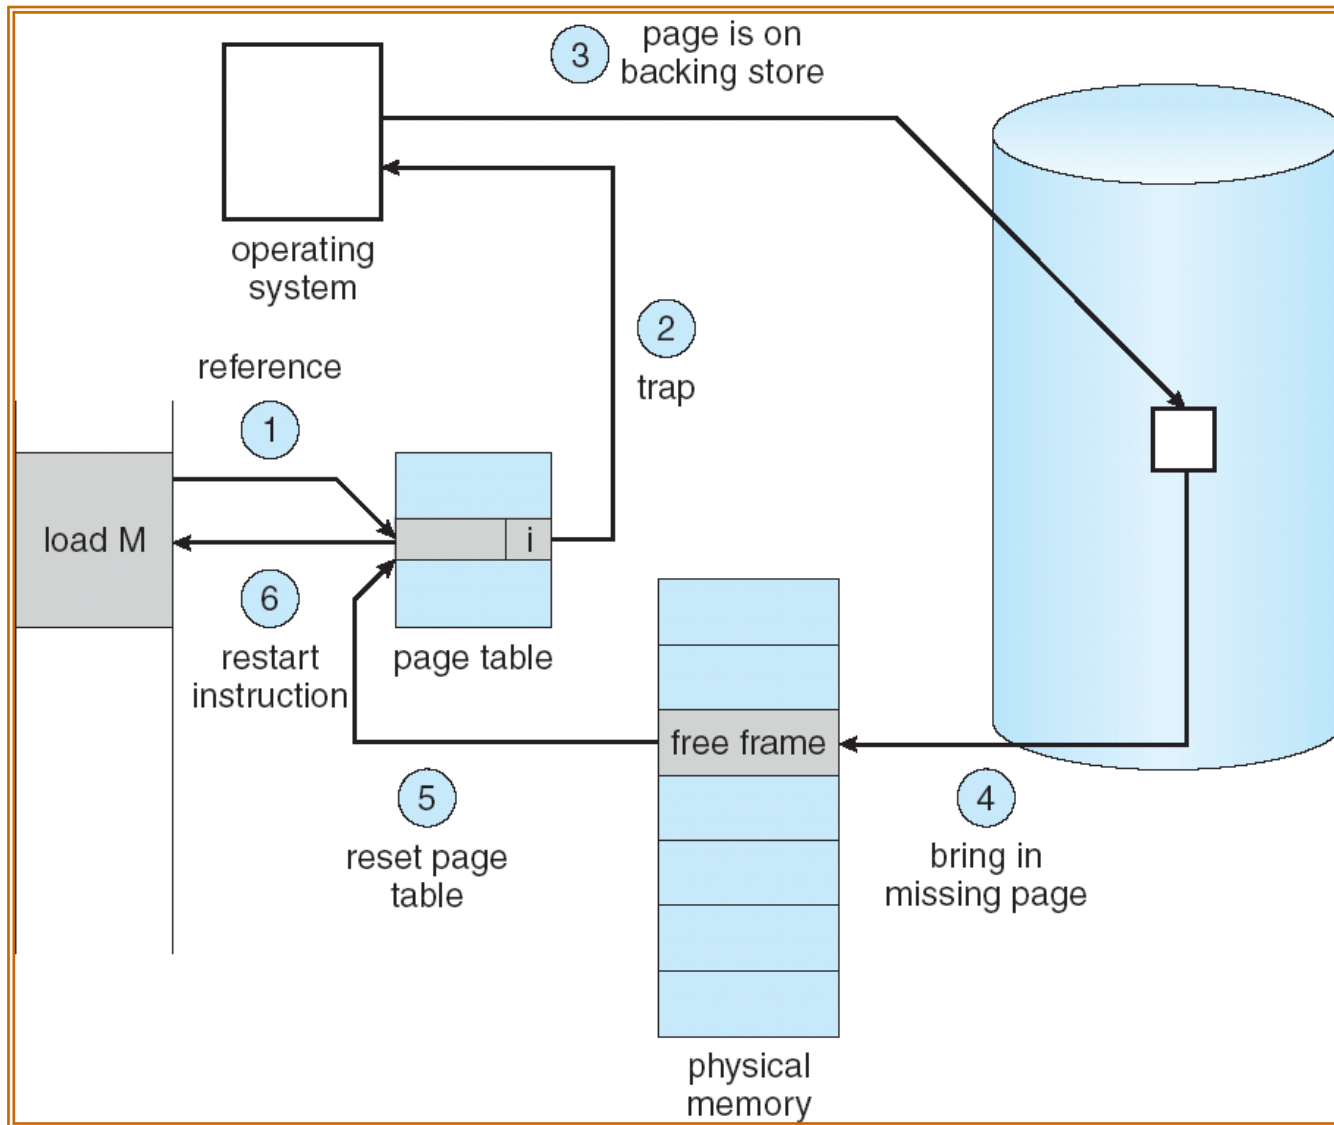 3
page is on
backing store
operating
system
2
trap
reference
1
load M
i
6
restart
instruction
page table
free frame
5
reset page
table
4
bring in
missing page
physical
memory